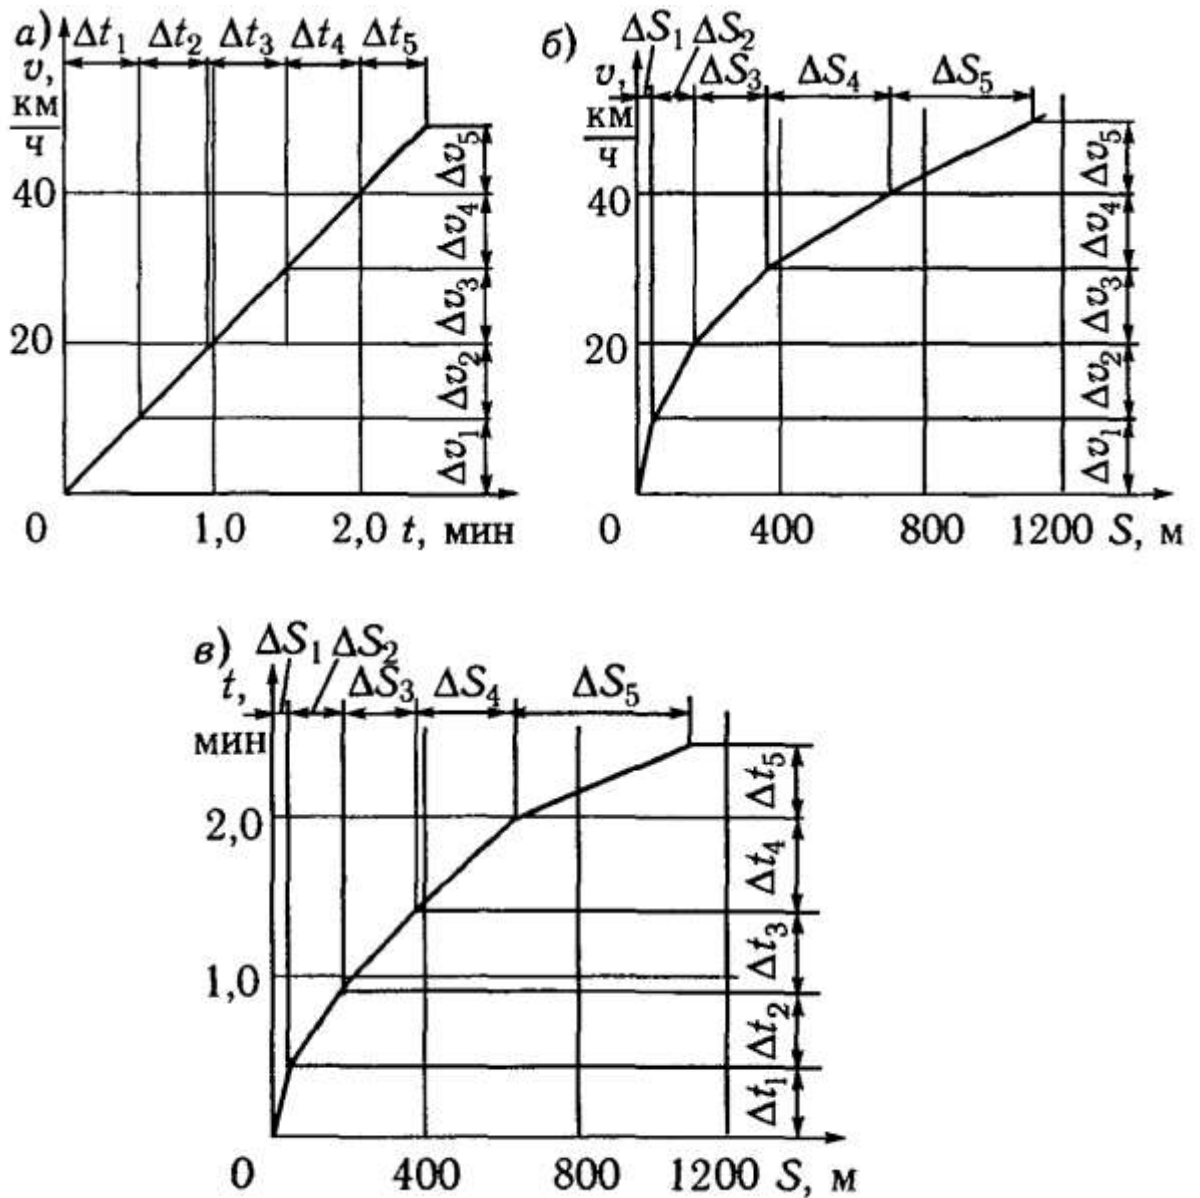 а) Δt₁ Δt₂ Δt₃ Δt₄ Δt₅
v, км/ч
40
20
0 1,0 2,0 t, мин
Δv₅
Δv₄
Δv₃
Δv₂
Δv₁
б) ΔS₁ ΔS₂ ΔS₃ ΔS₄ ΔS₅
v, км/ч
40
20
0 400 800 1200 S, м
Δv₅
Δv₄
Δv₃
Δv₂
Δv₁
в) ΔS₁ ΔS₂ ΔS₃ ΔS₄ ΔS₅
t, мин
2,0
1,0
0 400 800 1200 S, м
Δt₅
Δt₄
Δt₃
Δt₂
Δt₁